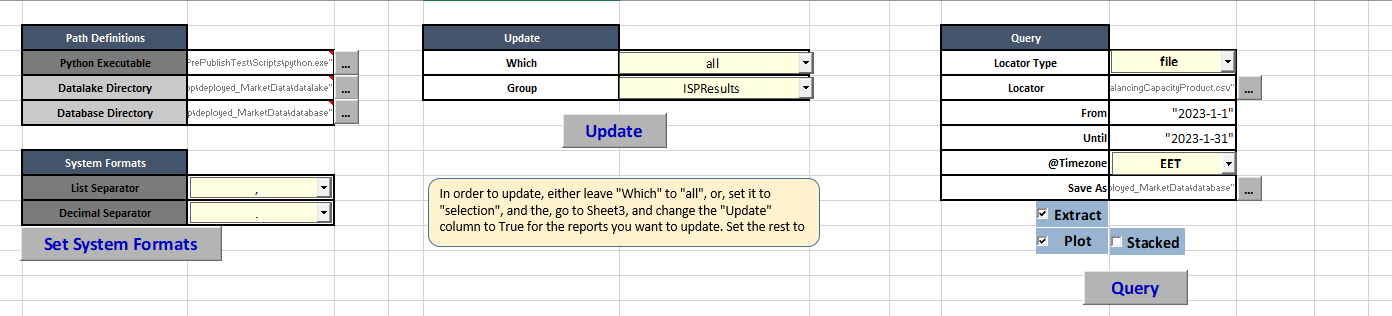 Path Definitions
Python Executable PrePublishTest\Scripts\python.exe" ...
Datalake Directory p\deployed_MarketData\datalake" ...
Database Directory p\deployed_MarketData\database" ...
System Formats
List Separator ,
Decimal Separator .
Set System Formats
Update
Which all
Group ISPResults
Update
In order to update, either leave "Which" to "all", or, set it to
"selection", and the, go to Sheet3, and change the "Update"
column to True for the reports you want to update. Set the rest to
Query
Locator Type file
Locator alancingCapacityProduct.csv" ...
From "2023-1-1"
Until "2023-1-31"
@Timezone EET
Save As loyed_MarketData\database" ...
Extract
Plot Stacked
Query